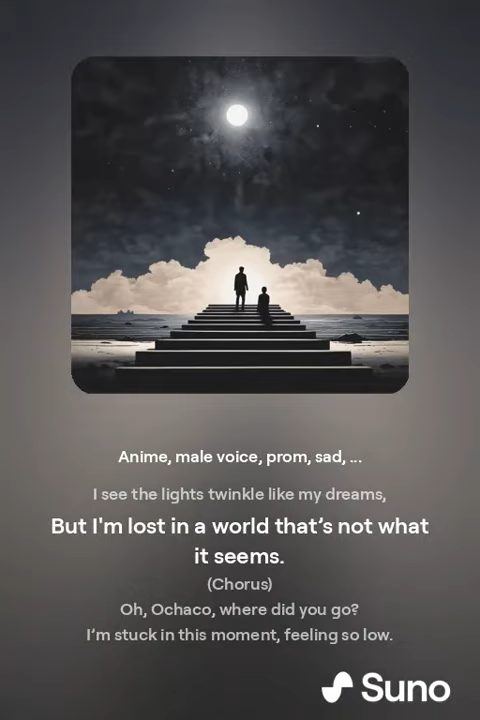 Anime, male voice, prom, sad, ...
I see the lights twinkle like my dreams,
But I'm lost in a world that’s not what
it seems.
(Chorus)
Oh, Ochaco, where did you go?
I’m stuck in this moment, feeling so low.
Suno